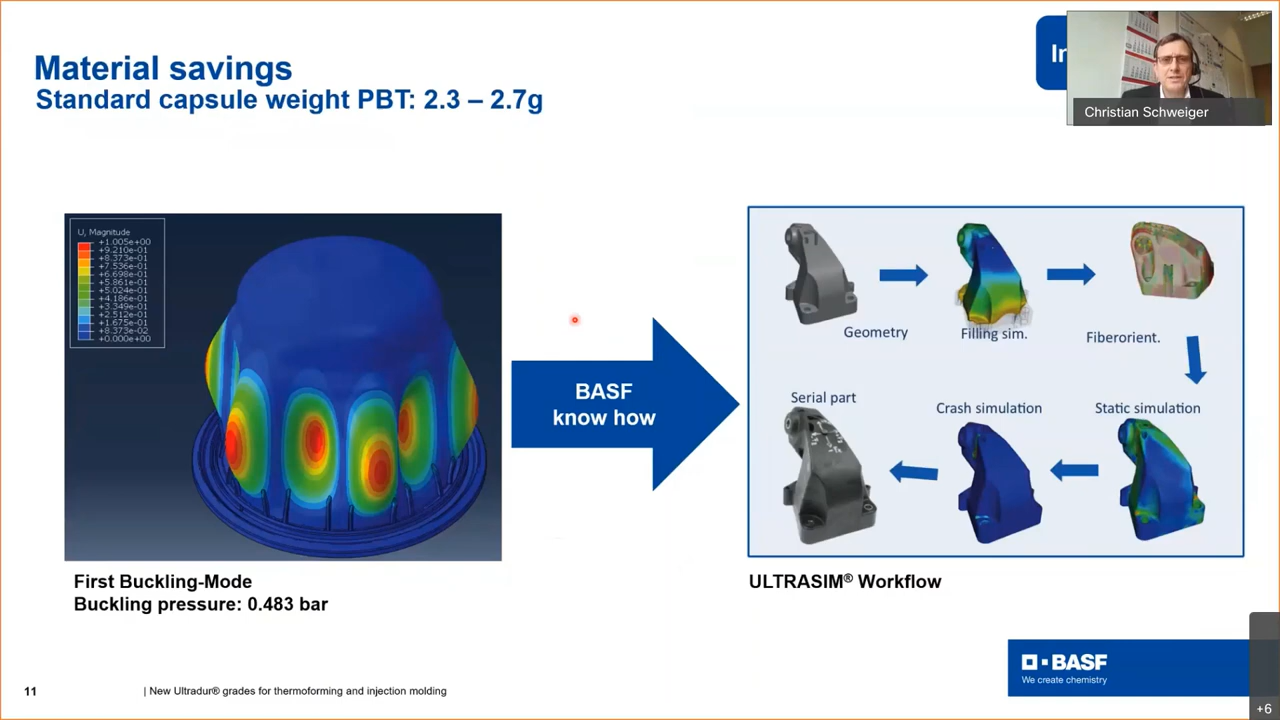 Material savings
Standard capsule weight PBT: 2.3 – 2.7g
In
Christian Schweiger
U, Magnitude
+1.005e+00
+9.210e-01
+8.373e-01
+7.536e-01
+6.698e-01
+5.861e-01
+5.024e-01
+4.186e-01
+3.349e-01
+2.512e-01
+1.675e-01
+8.373e-02
+0.000e+00
BASF
know how
Geometry
Filling sim.
Fiberorient.
Serial part
Crash simulation
Static simulation
First Buckling-Mode
Buckling pressure: 0.483 bar
ULTRASIM® Workflow
11
| New Ultradur® grades for thermoforming and injection molding
BASF
We create chemistry
+6